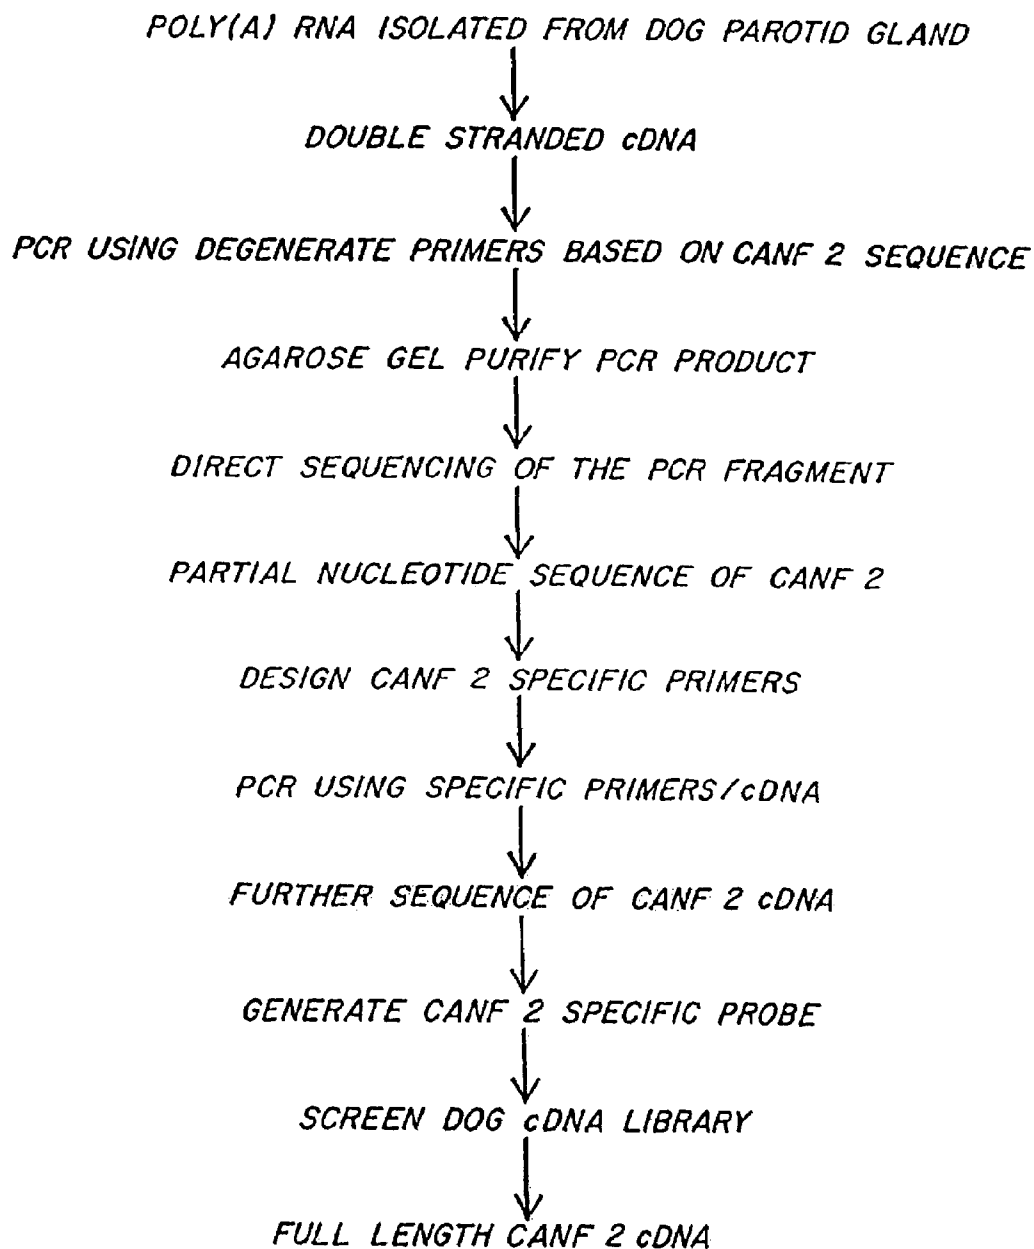 POLY(A) RNA ISOLATED FROM DOG PAROTID GLAND
DOUBLE STRANDED cDNA
PCR USING DEGENERATE PRIMERS BASED ON CANF 2 SEQUENCE
AGAROSE GEL PURIFY PCR PRODUCT
DIRECT SEQUENCING OF THE PCR FRAGMENT
PARTIAL NUCLEOTIDE SEQUENCE OF CANF 2
DESIGN CANF 2 SPECIFIC PRIMERS
PCR USING SPECIFIC PRIMERS/cDNA
FURTHER SEQUENCE OF CANF 2 cDNA
GENERATE CANF 2 SPECIFIC PROBE
SCREEN DOG cDNA LIBRARY
FULL LENGTH CANF 2 cDNA